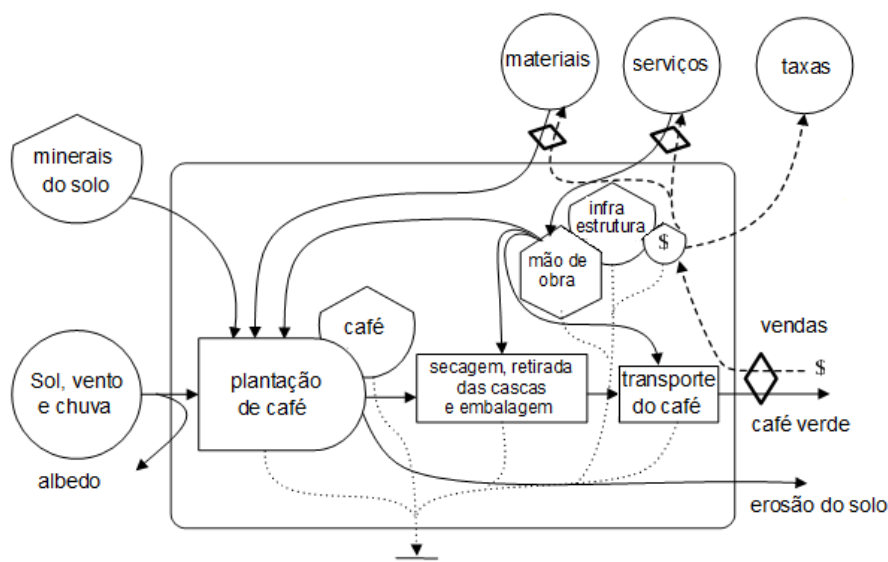 materiais
serviços
taxas
minerais
do solo
infra
estrutura
$
mão de
obra
café
vendas
$
Sol, vento
e chuva
plantação
de café
secagem, retirada
das cascas
e embalagem
transporte
do café
café verde
albedo
erosão do solo